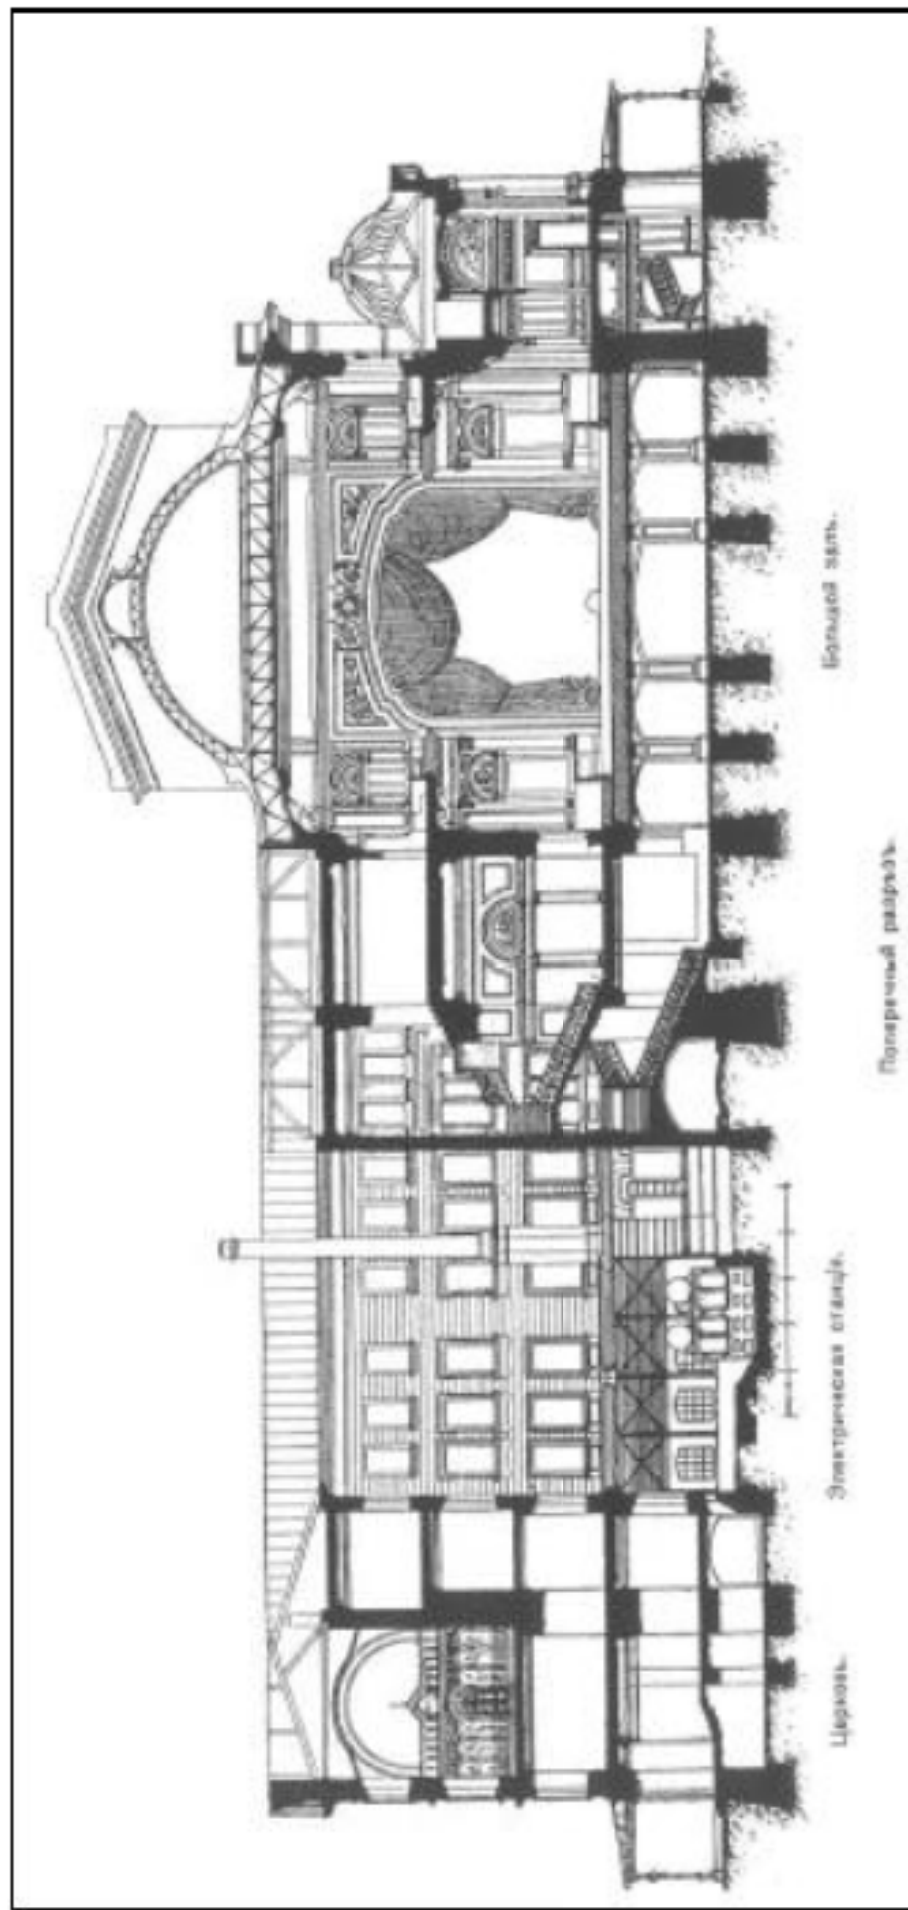 Церковь.
Электрическая станція.
Большой залъ.
Поперечный разрѣзъ.